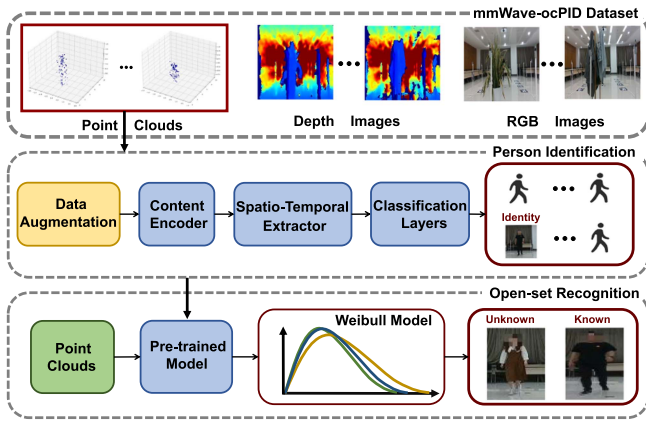 mmWave-ocPID Dataset
Point Clouds
Depth Images
RGB Images
Person Identification
Data
Augmentation
Content
Encoder
Spatio-Temporal
Extractor
Classification
Layers
Identity
Open-set Recognition
Point
Clouds
Pre-trained
Model
Weibull Model
Unknown
Known